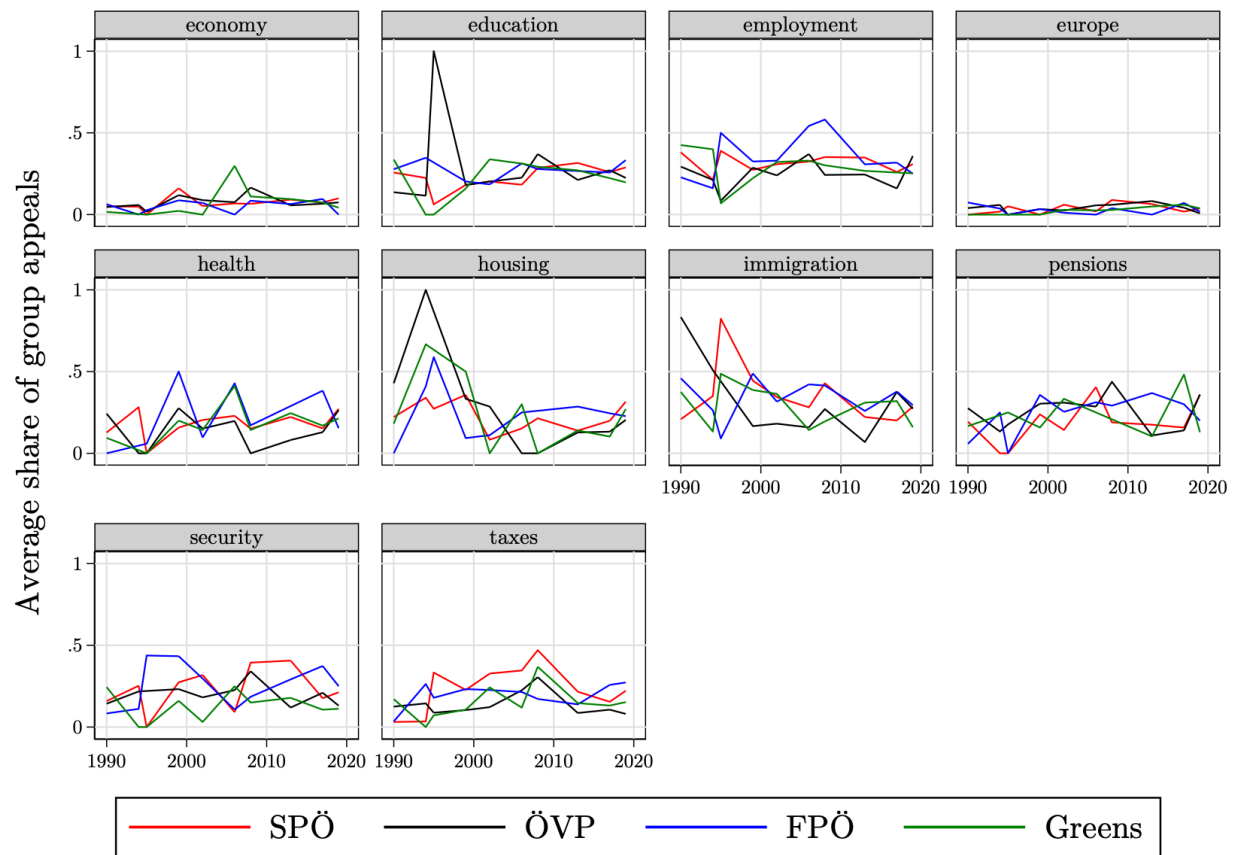 Average share of group appeals
economy education employment europe
1
.5
0
health housing immigration pensions
1
.5
0
1990 2000 2010 2020 1990 2000 2010 2020
security taxes
1
.5
0
1990 2000 2010 2020 1990 2000 2010 2020
SPÖ ÖVP FPÖ Greens